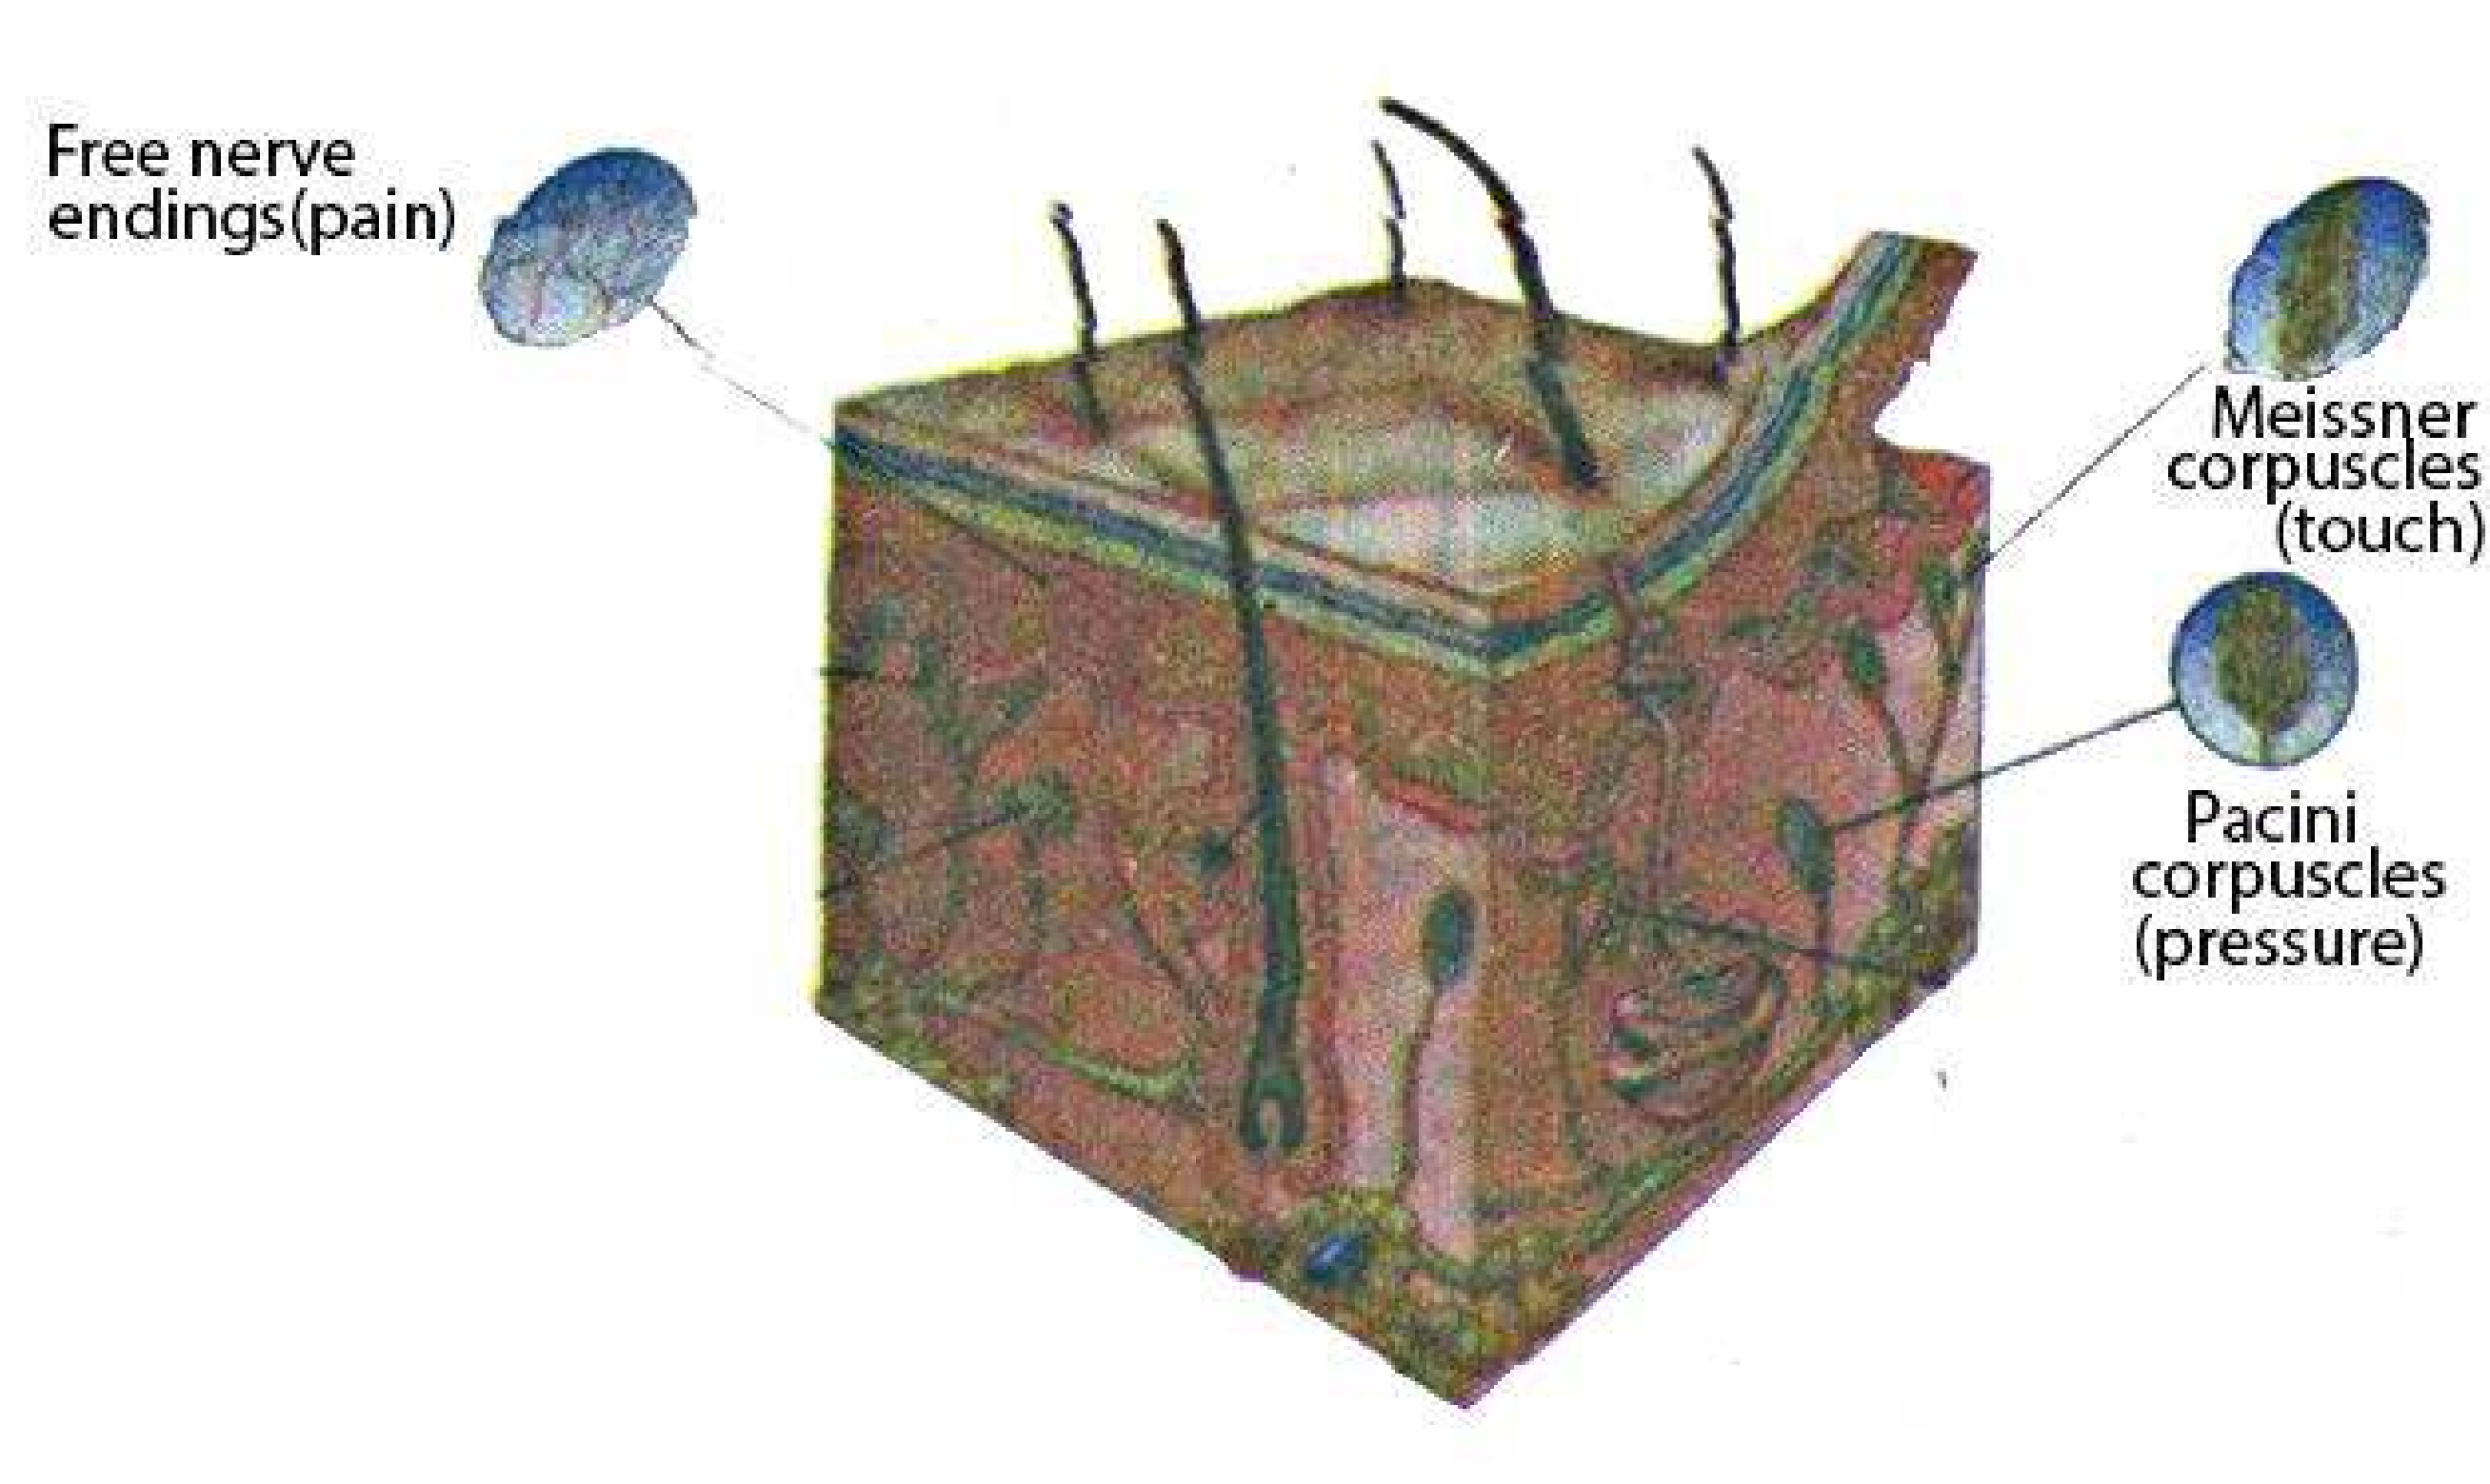 Free nerve
endings(pain)
Meissner
corpuscles
(touch)
Pacini
corpuscles
(pressure)